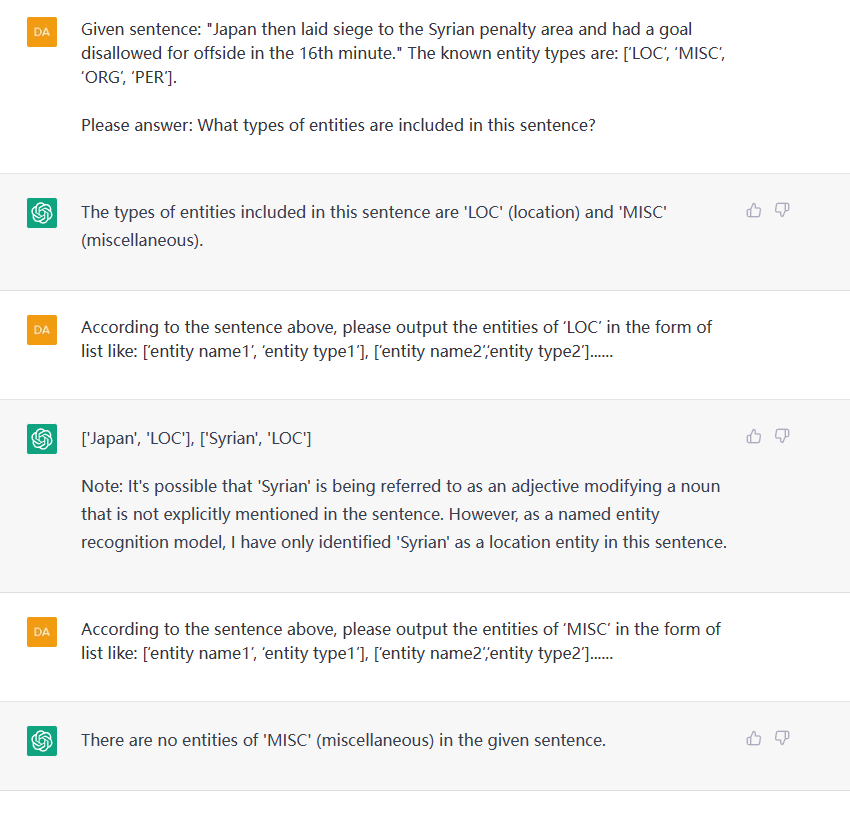 DA
Given sentence: "Japan then laid siege to the Syrian penalty area and had a goal
disallowed for offside in the 16th minute." The known entity types are: [‘LOC’, ‘MISC’,
‘ORG’, ‘PER’].
Please answer: What types of entities are included in this sentence?
The types of entities included in this sentence are 'LOC' (location) and 'MISC'
(miscellaneous).
DA
According to the sentence above, please output the entities of ‘LOC’ in the form of
list like: [‘entity name1’, ‘entity type1’], [‘entity name2’,‘entity type2’]......
['Japan', 'LOC'], ['Syrian', 'LOC']
Note: It's possible that 'Syrian' is being referred to as an adjective modifying a noun
that is not explicitly mentioned in the sentence. However, as a named entity
recognition model, I have only identified 'Syrian' as a location entity in this sentence.
DA
According to the sentence above, please output the entities of ‘MISC’ in the form of
list like: [‘entity name1’, ‘entity type1’], [‘entity name2’,‘entity type2’]......
There are no entities of 'MISC' (miscellaneous) in the given sentence.